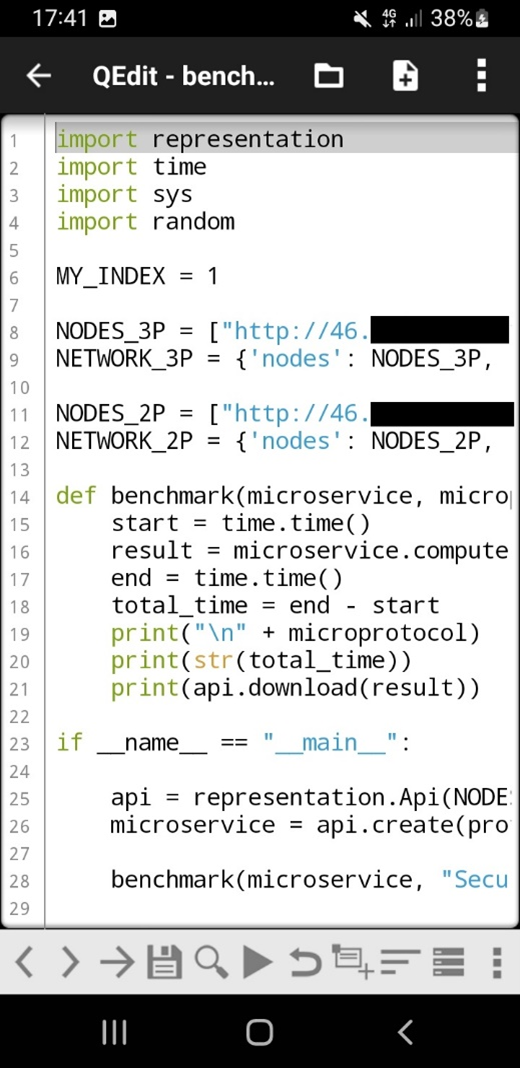 17:41 4G 38%
QEdit - bench...
1 import representation
2 import time
3 import sys
4 import random
5
6 MY_INDEX = 1
7
8 NODES_3P = ["http://46.
9 NETWORK_3P = {'nodes': NODES_3P,
10
11 NODES_2P = ["http://46.
12 NETWORK_2P = {'nodes': NODES_2P,
13
14 def benchmark(microservice, micro
15 start = time.time()
16 result = microservice.compute
17 end = time.time()
18 total_time = end - start
19 print("\n" + microprotocol)
20 print(str(total_time))
21 print(api.download(result))
22
23 if __name__ == "__main__":
24
25 api = representation.Api(NODE
26 microservice = api.create(pro
27
28 benchmark(microservice, "Secu
29